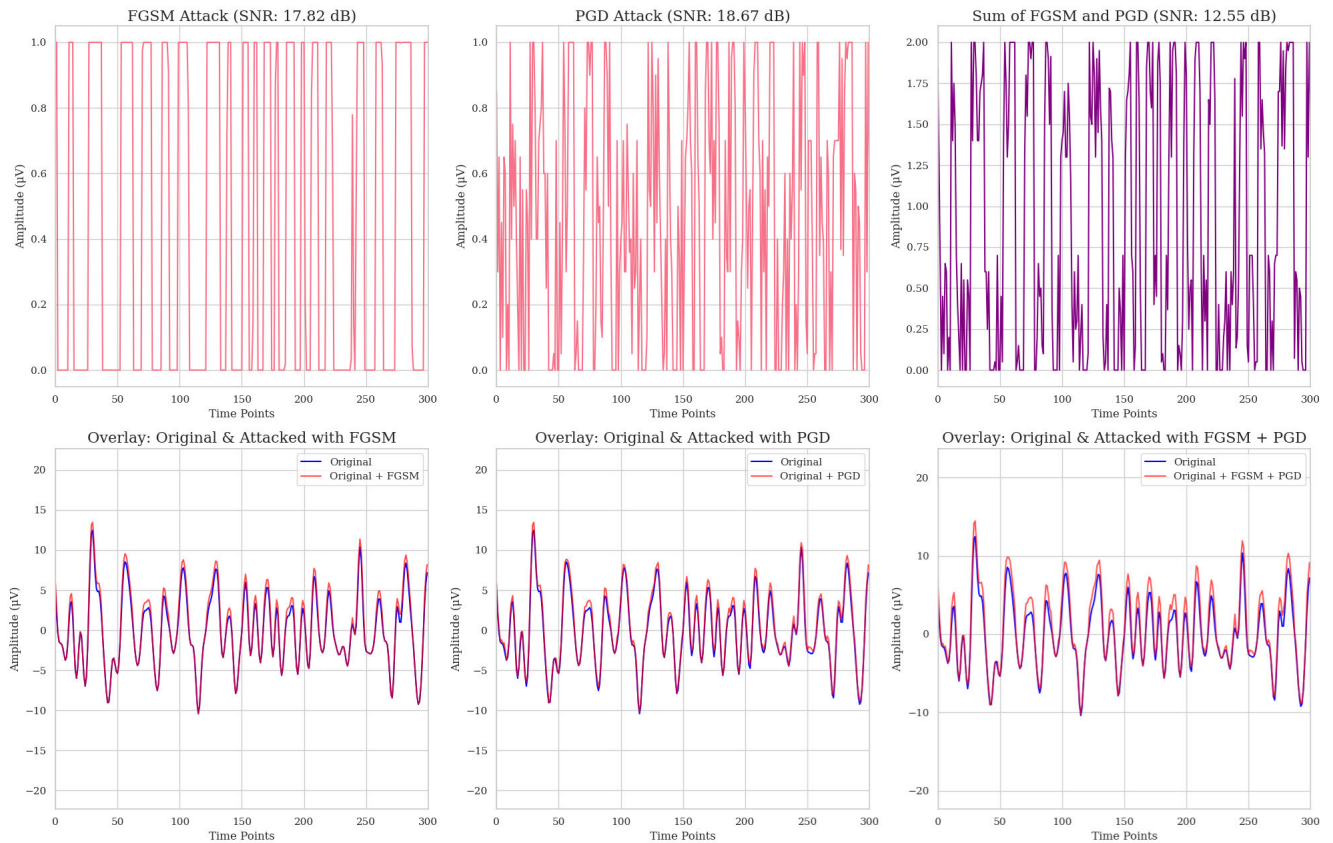 FGSM Attack (SNR: 17.82 dB)
1.0
0.8
0.6
0.4
0.2
0.0
Amplitude (μV)
0 50 100 150 200 250 300
Time Points
PGD Attack (SNR: 18.67 dB)
1.0
0.8
0.6
0.4
0.2
0.0
Amplitude (μV)
0 50 100 150 200 250 300
Time Points
Sum of FGSM and PGD (SNR: 12.55 dB)
2.00
1.75
1.50
1.25
1.00
0.75
0.50
0.25
0.00
Amplitude (μV)
0 50 100 150 200 250 300
Time Points
Overlay: Original & Attacked with FGSM
Original
Original + FGSM
20
15
10
5
0
−5
−10
−15
−20
Amplitude (μV)
0 50 100 150 200 250 300
Time Points
Overlay: Original & Attacked with PGD
Original
Original + PGD
20
15
10
5
0
−5
−10
−15
−20
Amplitude (μV)
0 50 100 150 200 250 300
Time Points
Overlay: Original & Attacked with FGSM + PGD
Original
Original + FGSM + PGD
20
10
0
−10
−20
Amplitude (μV)
0 50 100 150 200 250 300
Time Points